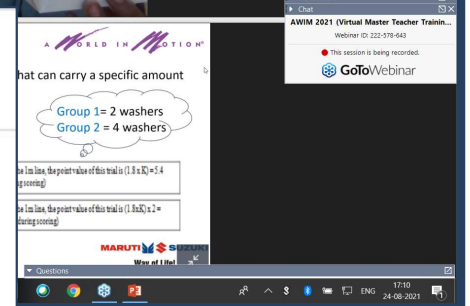 Chat
AWIM 2021 (Virtual Master Teacher Trainin...
Webinar ID: 222-578-643
This session is being recorded.
GoToWebinar
A WORLD IN MOTION®
hat can carry a specific amount
Group 1= 2 washers
Group 2 = 4 washers
he 1m line, the point value of this trial is (1.8 x K) = 5.4
ng scoring)
he 1m line, the point value of this trial is (1.8xK) x 2 =
during scoring)
MARUTI SUZUKI
Way of Life!
Questions
ENG
17:10
24-08-2021